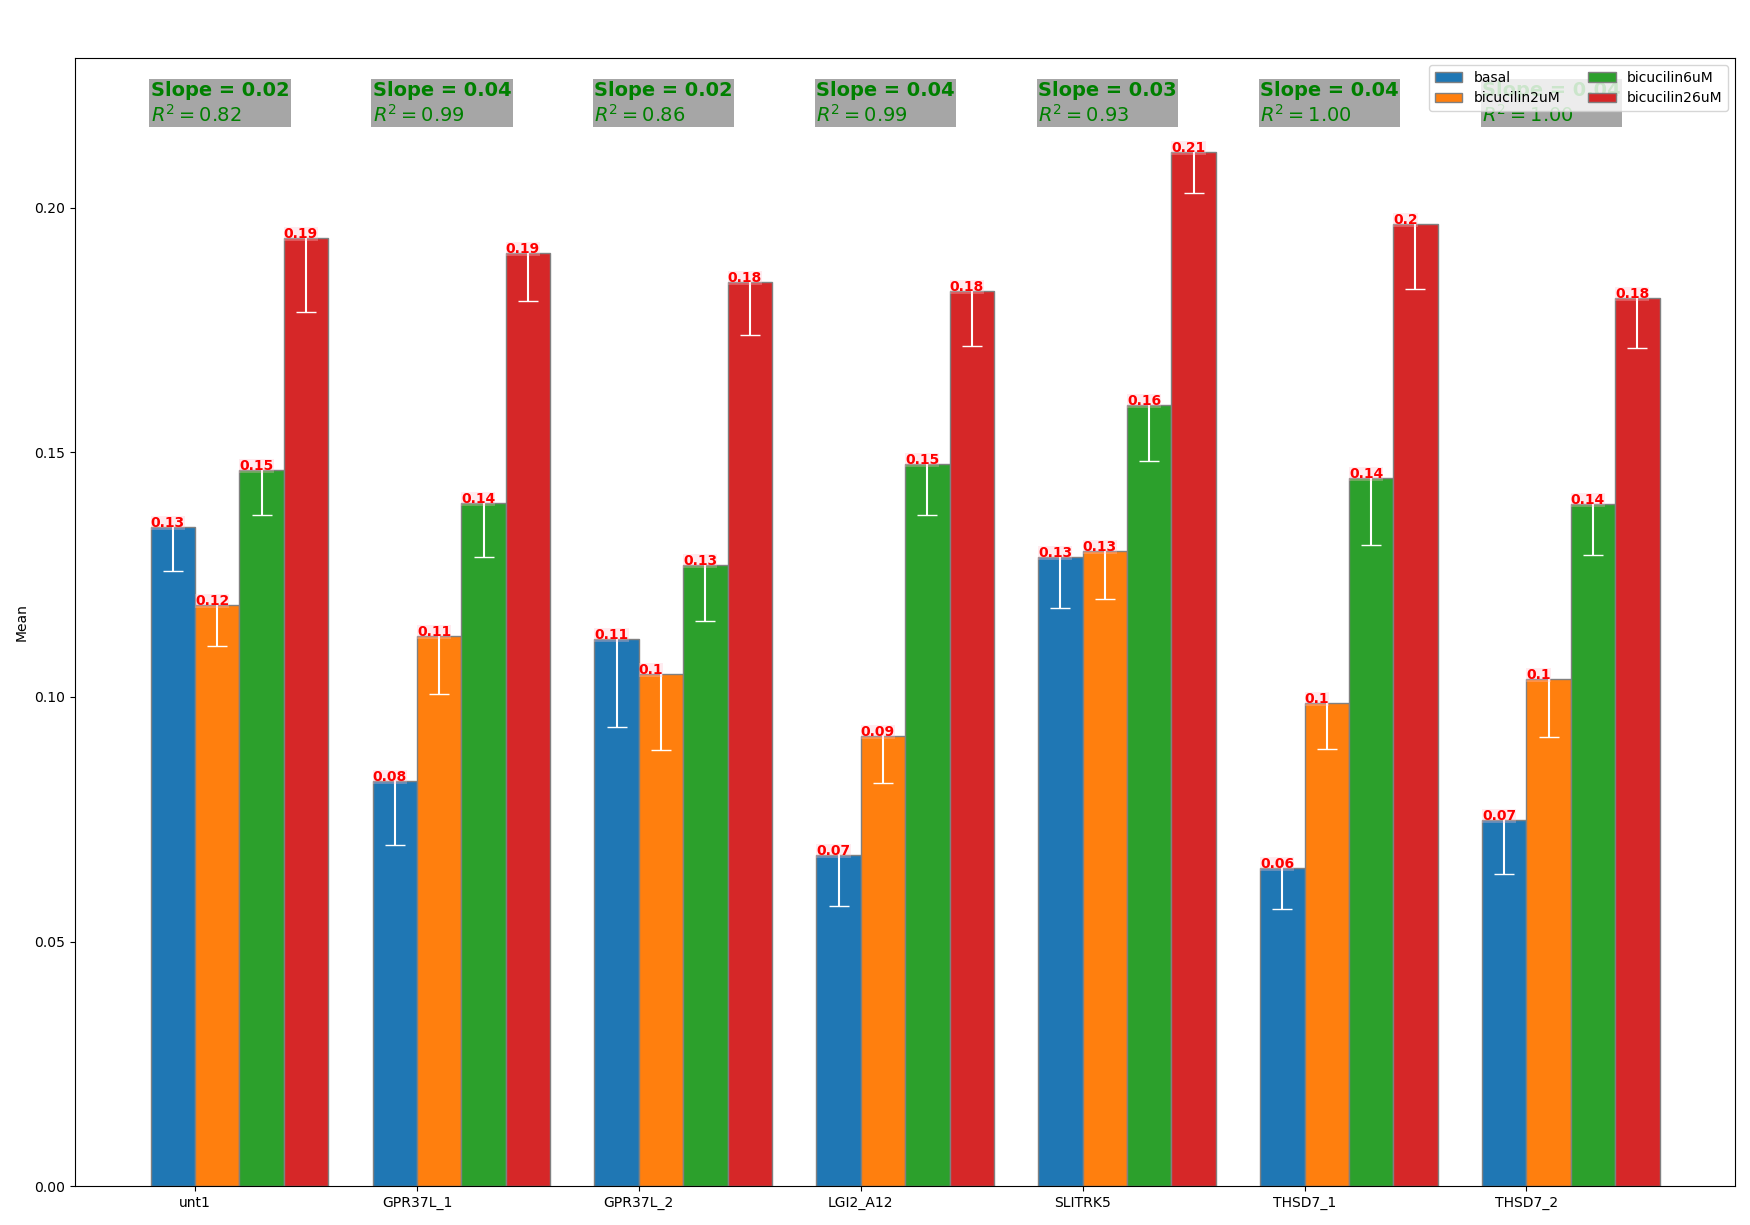 Slope = 0.02
R² = 0.82
Slope = 0.04
R² = 0.99
Slope = 0.02
R² = 0.86
Slope = 0.04
R² = 0.99
Slope = 0.03
R² = 0.93
Slope = 0.04
R² = 1.00
Slope = 0.04
R² = 1.00
basal
bicucilin2uM
bicucilin6uM
bicucilin26uM
Mean
0.20
0.15
0.10
0.05
0.00
0.13
0.12
0.15
0.19
0.08
0.11
0.14
0.19
0.11
0.1
0.13
0.18
0.07
0.09
0.15
0.18
0.13
0.13
0.16
0.21
0.06
0.1
0.14
0.2
0.07
0.1
0.14
0.18
unt1
GPR37L_1
GPR37L_2
LGI2_A12
SLITRK5
THSD7_1
THSD7_2